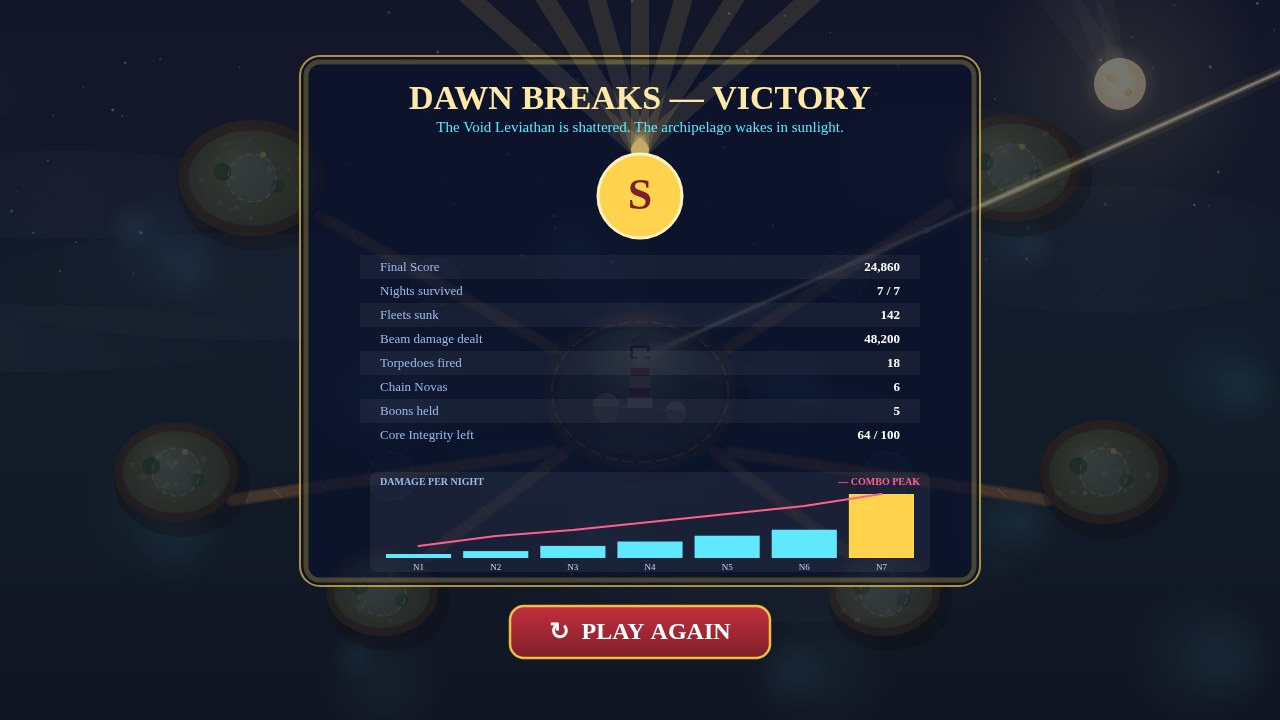 DAWN BREAKS — VICTORY
The Void Leviathan is shattered. The archipelago wakes in sunlight.
S
Final Score 24,860
Nights survived 7 / 7
Fleets sunk 142
Beam damage dealt 48,200
Torpedoes fired 18
Chain Novas 6
Boons held 5
Core Integrity left 64 / 100
DAMAGE PER NIGHT — COMBO PEAK
N1 N2 N3 N4 N5 N6 N7
↻ PLAY AGAIN